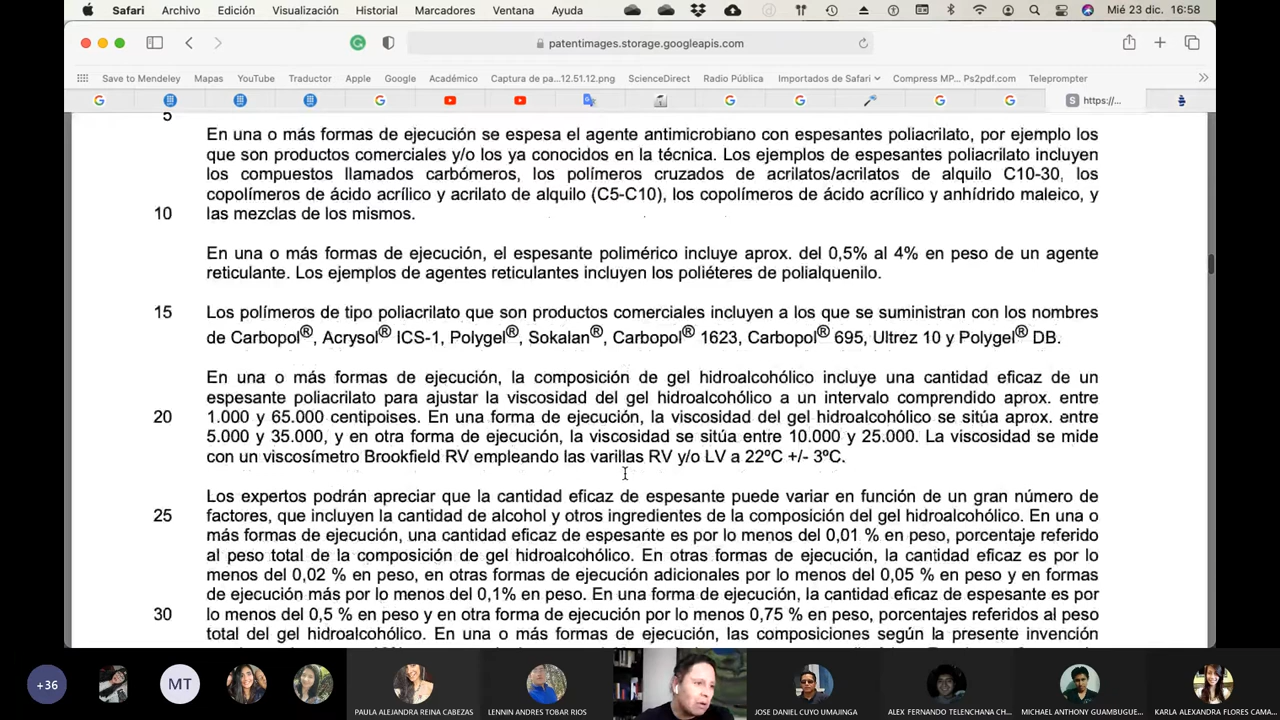 Safari Archivo Edición Visualización Historial Marcadores Ventana Ayuda Mié 23 dic. 16:58
patentimages.storage.googleapis.com
Save to Mendeley Mapas YouTube Traductor Apple Google Académico Captura de pa...12.51.12.png ScienceDirect Radio Pública Importados de Safari Compress MP... Ps2pdf.com Teleprompter
https://...
5
En una o más formas de ejecución se espesa el agente antimicrobiano con espesantes poliacrilato, por ejemplo los
que son productos comerciales y/o los ya conocidos en la técnica. Los ejemplos de espesantes poliacrilato incluyen
los compuestos llamados carbómeros, los polímeros cruzados de acrilatos/acrilatos de alquilo C10-30, los
copolímeros de ácido acrílico y acrilato de alquilo (C5-C10), los copolímeros de ácido acrílico y anhídrido maleico, y
10 las mezclas de los mismos.
En una o más formas de ejecución, el espesante polimérico incluye aprox. del 0,5% al 4% en peso de un agente
reticulante. Los ejemplos de agentes reticulantes incluyen los poliéteres de polialquenilo.
15 Los polímeros de tipo poliacrilato que son productos comerciales incluyen a los que se suministran con los nombres
de Carbopol®, Acrysol® ICS-1, Polygel®, Sokalan®, Carbopol® 1623, Carbopol® 695, Ultrez 10 y Polygel® DB.
En una o más formas de ejecución, la composición de gel hidroalcohólico incluye una cantidad eficaz de un
espesante poliacrilato para ajustar la viscosidad del gel hidroalcohólico a un intervalo comprendido aprox. entre
20 1.000 y 65.000 centipoises. En una forma de ejecución, la viscosidad del gel hidroalcohólico se sitúa aprox. entre
5.000 y 35.000, y en otra forma de ejecución, la viscosidad se sitúa entre 10.000 y 25.000. La viscosidad se mide
con un viscosímetro Brookfield RV empleando las varillas RV y/o LV a 22ºC +/- 3ºC.
Los expertos podrán apreciar que la cantidad eficaz de espesante puede variar en función de un gran número de
25 factores, que incluyen la cantidad de alcohol y otros ingredientes de la composición del gel hidroalcohólico. En una o
más formas de ejecución, una cantidad eficaz de espesante es por lo menos del 0,01 % en peso, porcentaje referido
al peso total de la composición de gel hidroalcohólico. En otras formas de ejecución, la cantidad eficaz es por lo
menos del 0,02 % en peso, en otras formas de ejecución adicionales por lo menos del 0,05 % en peso y en formas
de ejecución más por lo menos del 0,1% en peso. En una forma de ejecución, la cantidad eficaz de espesante es por
30 lo menos del 0,5 % en peso y en otra forma de ejecución por lo menos 0,75 % en peso, porcentajes referidos al peso
total del gel hidroalcohólico. En una o más formas de ejecución, las composiciones según la presente invención
+36 MT PAULA ALEJANDRA REINA CABEZAS LENNIN ANDRES TOBAR RIOS JOSE DANIEL CUYO UMAJINGA ALEX FERNANDO TELENCHANA CH... MICHAEL ANTHONY GUAMBUGUE... KARLA ALEXANDRA FLORES CAMA...